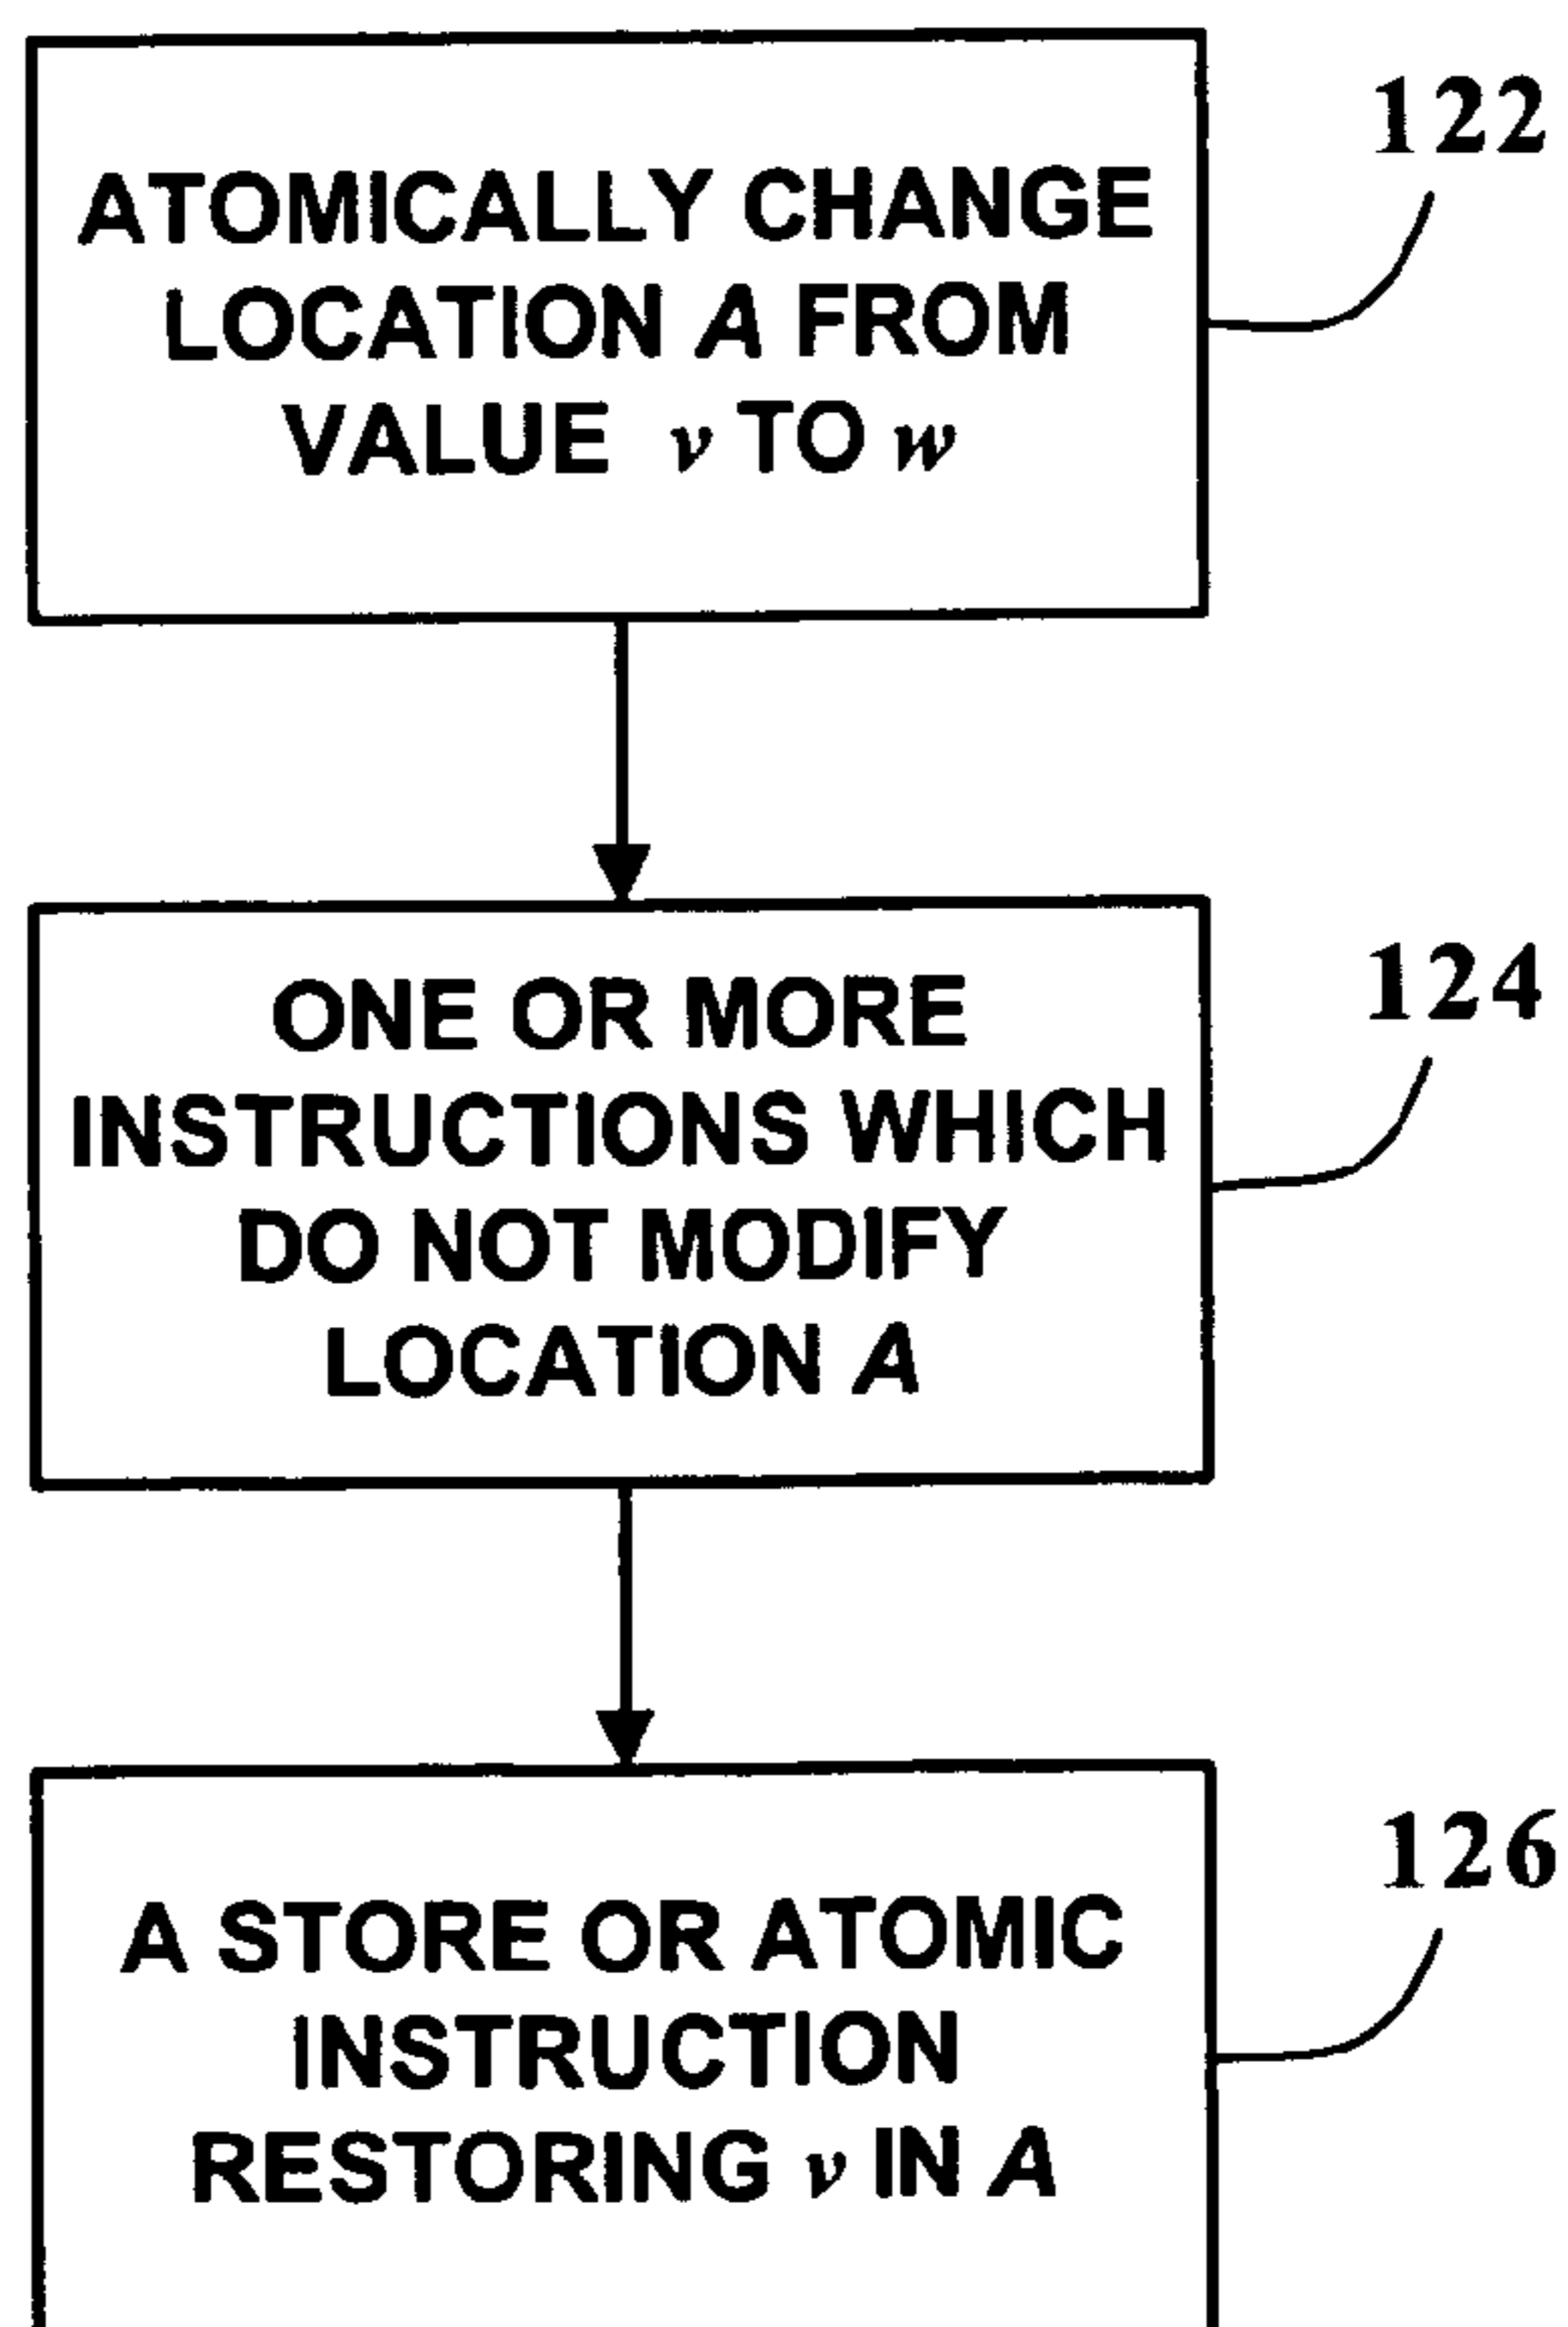 122
ATOMICALLY CHANGE
LOCATION A FROM
VALUE v TO w
124
ONE OR MORE
INSTRUCTIONS WHICH
DO NOT MODIFY
LOCATION A
126
A STORE OR ATOMIC
INSTRUCTION
RESTORING v IN A